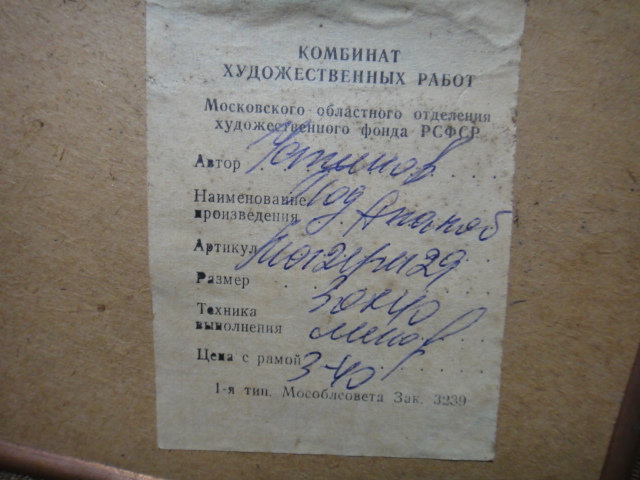 КОМБИНАТ
ХУДОЖЕСТВЕННЫХ РАБОТ
Московского областного отделения
художественного фонда РСФСР
Автор
Наименование Под
произведения
Артикул
Размер 30х40
Техника
выполнения
Цена с рамой 3-40
1-я тип. Мособлсовета Зак. 3239